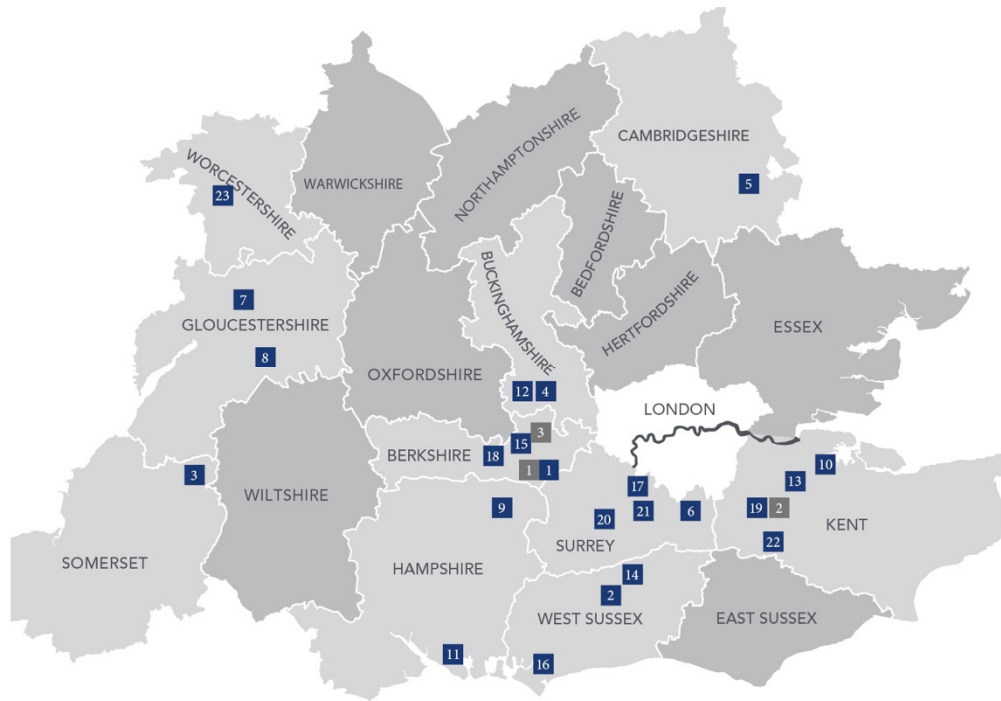 CAMBRIDGESHIRE
NORTHAMPTONSHIRE
WORCESTERSHIRE
WARWICKSHIRE
5
23
BEDFORDSHIRE
BUCKINGHAMSHIRE
HERTFORDSHIRE
7
GLOUCESTERSHIRE
ESSEX
8
OXFORDSHIRE
12
4
LONDON
3
15
BERKSHIRE
18
10
3
1
1
13
WILTSHIRE
17
9
20
21
6
19
2
KENT
SURREY
22
SOMERSET
HAMPSHIRE
14
2
WEST SUSSEX
EAST SUSSEX
11
16